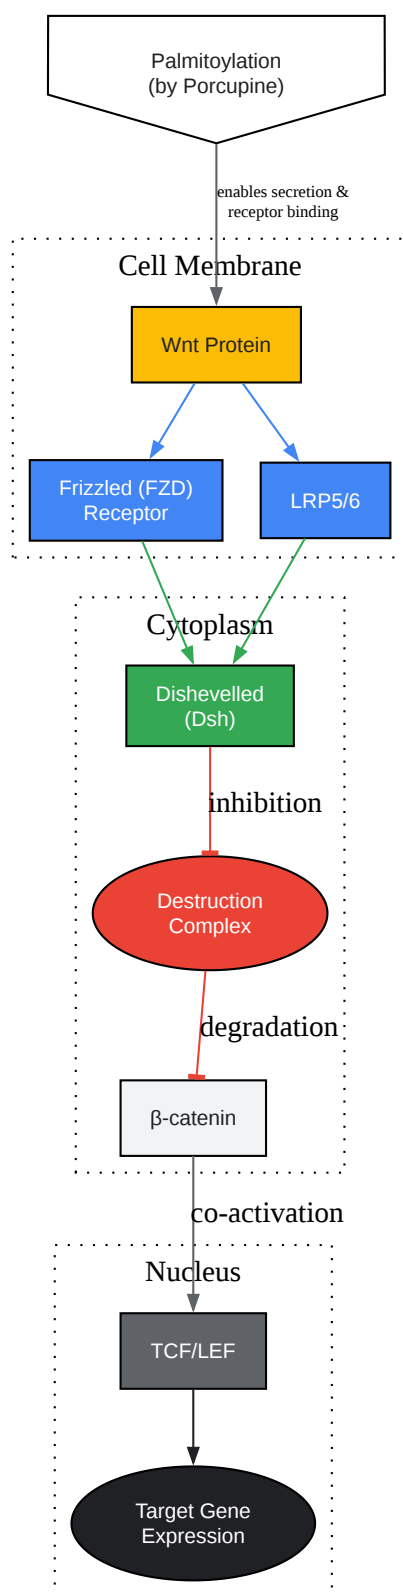 Palmitoylation
(by Porcupine)
enables secretion &
receptor binding
Cell Membrane
Wnt Protein
Frizzled (FZD)
Receptor
LRP5/6
Cytoplasm
Dishevelled
(Dsh)
inhibition
Destruction
Complex
degradation
β-catenin
co-activation
Nucleus
TCF/LEF
Target Gene
Expression